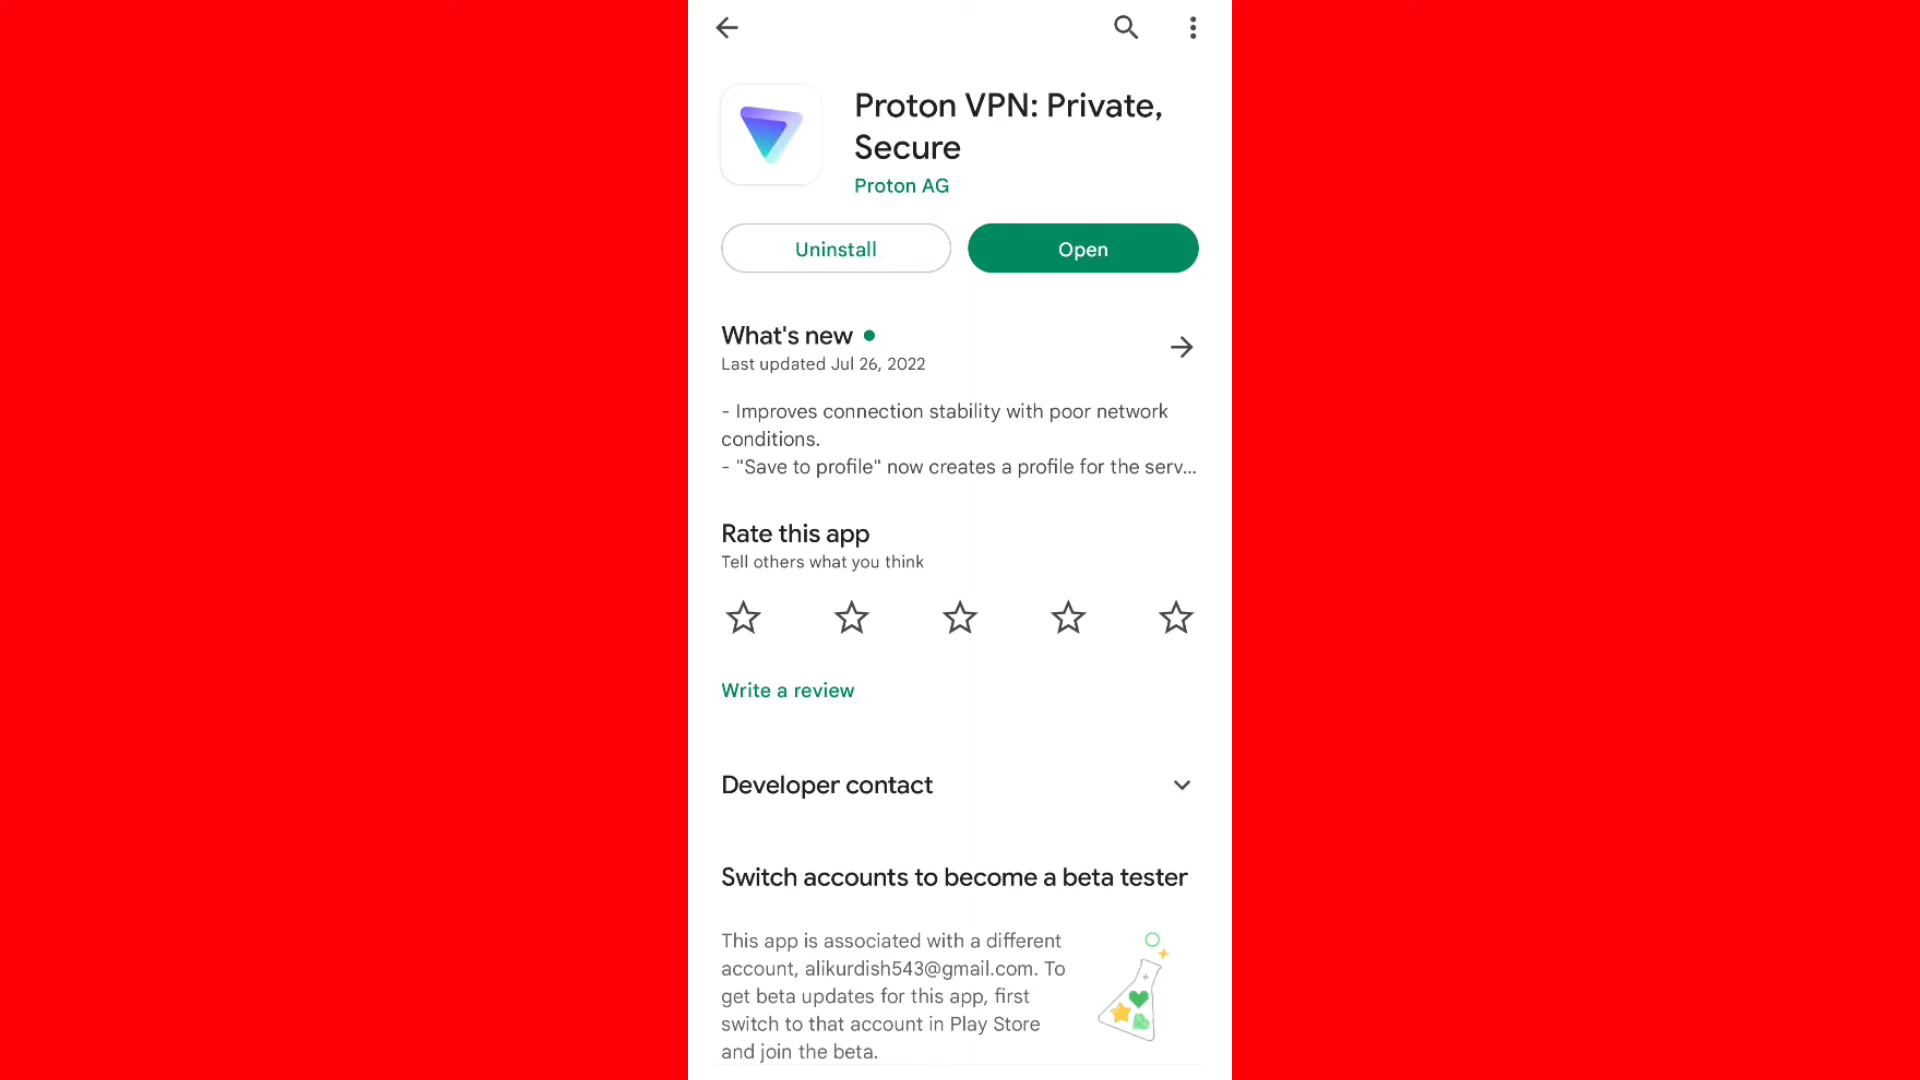 Proton VPN: Private,
Secure
Proton AG
Uninstall
Open
What's new
Last updated Jul 26, 2022
- Improves connection stability with poor network
conditions.
- "Save to profile" now creates a profile for the serv...
Rate this app
Tell others what you think
Write a review
Developer contact
Switch accounts to become a beta tester
This app is associated with a different
account, alikurdish543@gmail.com. To
get beta updates for this app, first
switch to that account in Play Store
and join the beta.